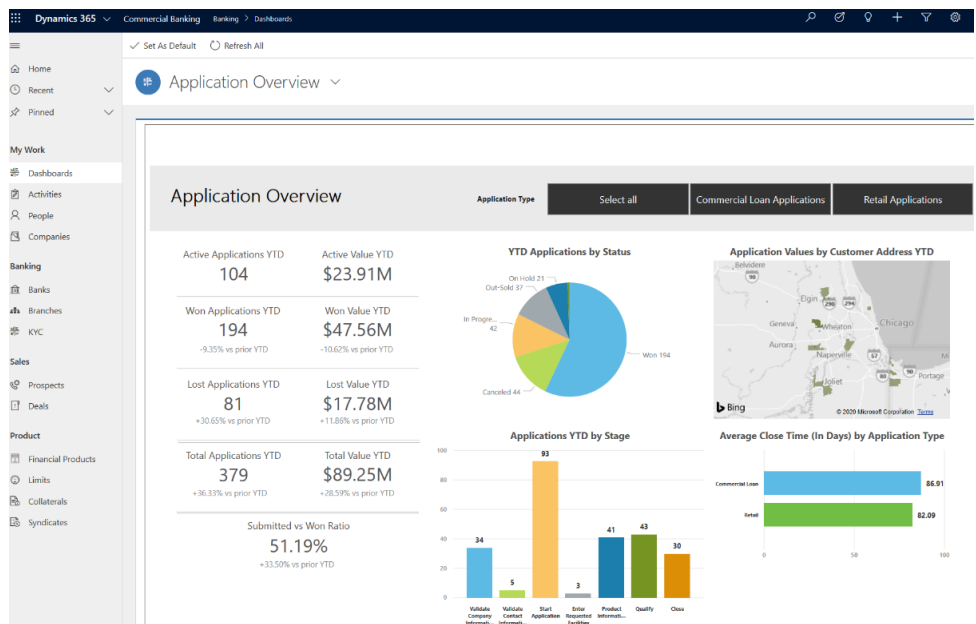 Dynamics 365 Commercial Banking Banking > Dashboards
Set As Default Refresh All
Home
Recent
Pinned
My Work
Dashboards
Activities
People
Companies
Banking
Banks
Branches
KYC
Sales
Prospects
Deals
Product
Financial Products
Limits
Collaterals
Syndicates
Application Overview
Application Overview
Application Type
Select all
Commercial Loan Applications
Retail Applications
Active Applications YTD
104
Active Value YTD
$23.91M
Won Applications YTD
194
-9.35% vs prior YTD
Won Value YTD
$47.56M
-10.62% vs prior YTD
Lost Applications YTD
81
+30.65% vs prior YTD
Lost Value YTD
$17.78M
+11.86% vs prior YTD
Total Applications YTD
379
+36.33% vs prior YTD
Total Value YTD
$89.25M
+28.59% vs prior YTD
Submitted vs Won Ratio
51.19%
+33.50% vs prior YTD
YTD Applications by Status
On Hold 21
Out-Sold 37
In Progre...
42
Canceled 44
Won 194
Application Values by Customer Address YTD
Belvidere
90
Elgin
290
294
Geneva
Wheaton
Chicago
Aurora
Naperville
57
Joliet
80
90
Portage
M
Bing
© 2020 Microsoft Corporation Terms
Applications YTD by Stage
100
80
60
40
20
0
34
5
93
3
41
43
30
Validate
Company
Informati...
Validate
Contact
Informati...
Start
Application
Enter
Requested
Facilities
Product
Informati...
Qualify
Close
Average Close Time (In Days) by Application Type
Commercial Loan
86.91
Retail
82.09
0
50
100